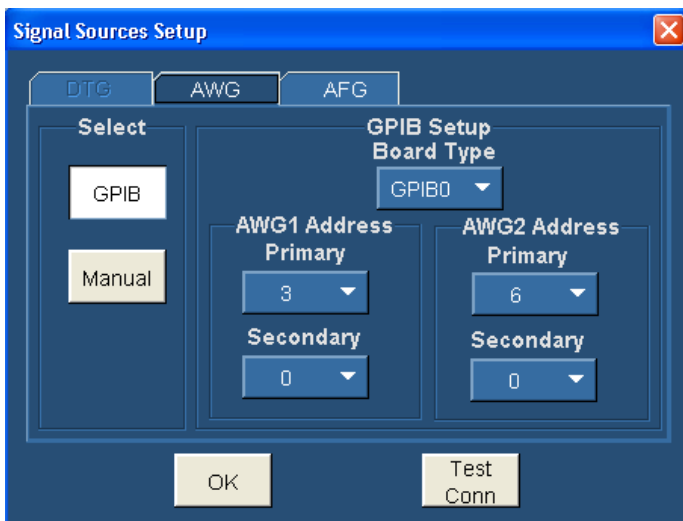 Signal Sources Setup
DTG
AWG
AFG
Select
GPIB
Manual
GPIB Setup
Board Type
GPIB0
AWG1 Address
Primary
3
Secondary
0
AWG2 Address
Primary
6
Secondary
0
OK
Test
Conn